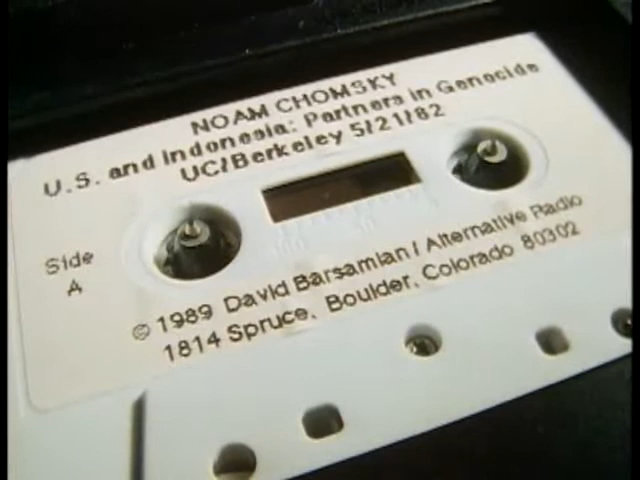 NOAM CHOMSKY
U.S. and Indonesia: Partners in Genocide
UC/Berkeley 5/21/82
Side
A
© 1989 David Barsamian / Alternative Radio
1814 Spruce, Boulder, Colorado 80302